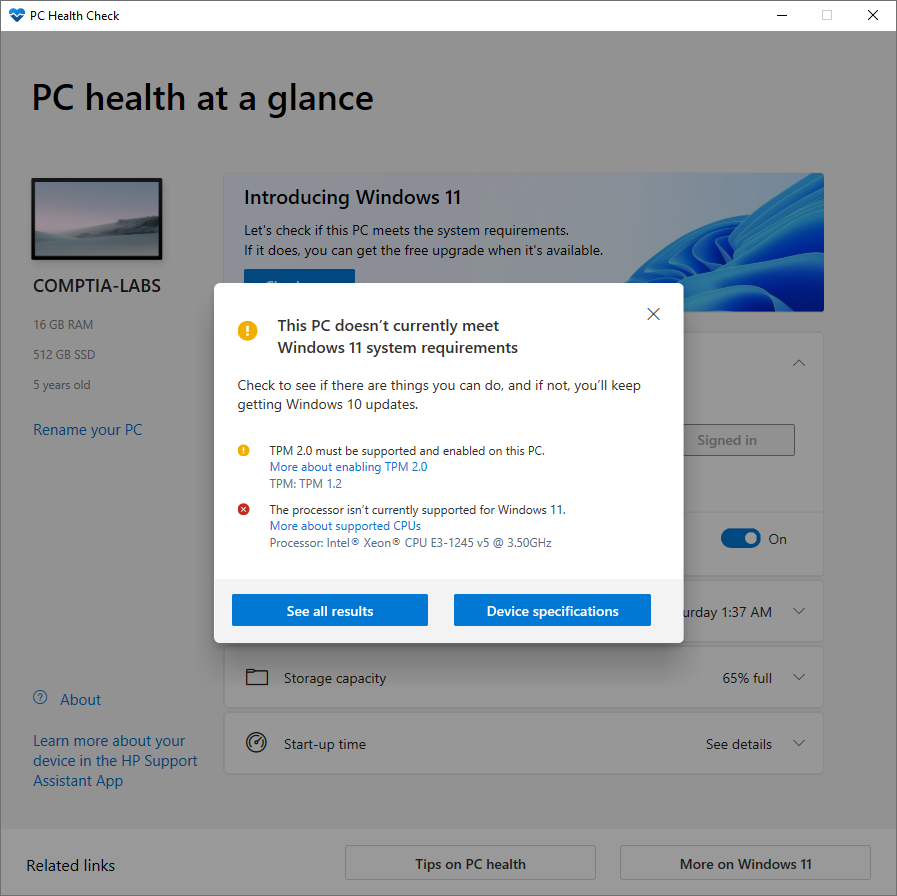 PC Health Check
PC health at a glance
COMPTIA-LABS
16 GB RAM
512 GB SSD
5 years old
Rename your PC
Introducing Windows 11
Let's check if this PC meets the system requirements.
If it does, you can get the free upgrade when it's available.
This PC doesn't currently meet
Windows 11 system requirements
Check to see if there are things you can do, and if not, you'll keep
getting Windows 10 updates.
TPM 2.0 must be supported and enabled on this PC.
More about enabling TPM 2.0
TPM: TPM 1.2
The processor isn't currently supported for Windows 11.
More about supported CPUs
Processor: Intel® Xeon® CPU E3-1245 v5 @ 3.50GHz
See all results
Device specifications
Signed in
On
urday 1:37 AM
Storage capacity
65% full
Start-up time
See details
About
Learn more about your
device in the HP Support
Assistant App
Related links
Tips on PC health
More on Windows 11